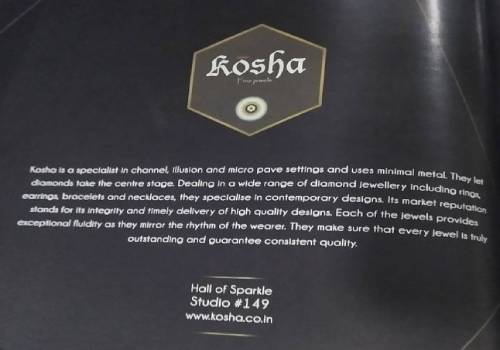 Kosha
Fine jewels
Kosha is a specialist in channel, illusion and micro pave settings and uses minimal metal. They let
diamonds take the centre stage. Dealing in a wide range of diamond jewellery including rings,
earrings, bracelets and necklaces, they specialise in contemporary designs. Its market reputation
stands for its integrity and timely delivery of high quality designs. Each of the jewels provides
exceptional fluidity as they mirror the rhythm of the wearer. They make sure that every jewel is truly
outstanding and guarantee consistent quality.
Hall of Sparkle
Studio #149
www.kosha.co.in